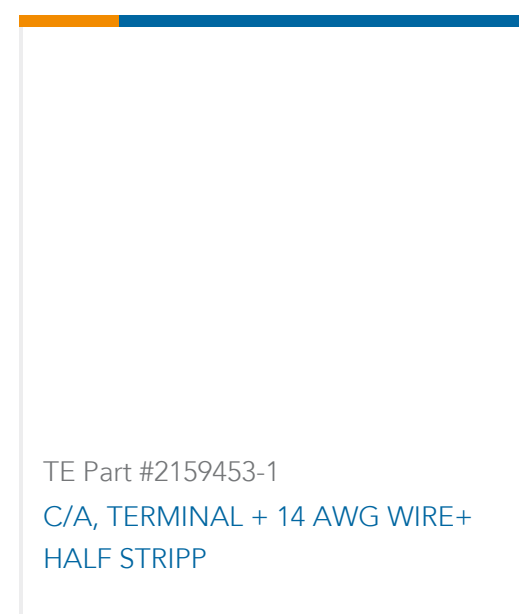 TE Part #2159453-1
C/A, TERMINAL + 14 AWG WIRE+
HALF STRIPP